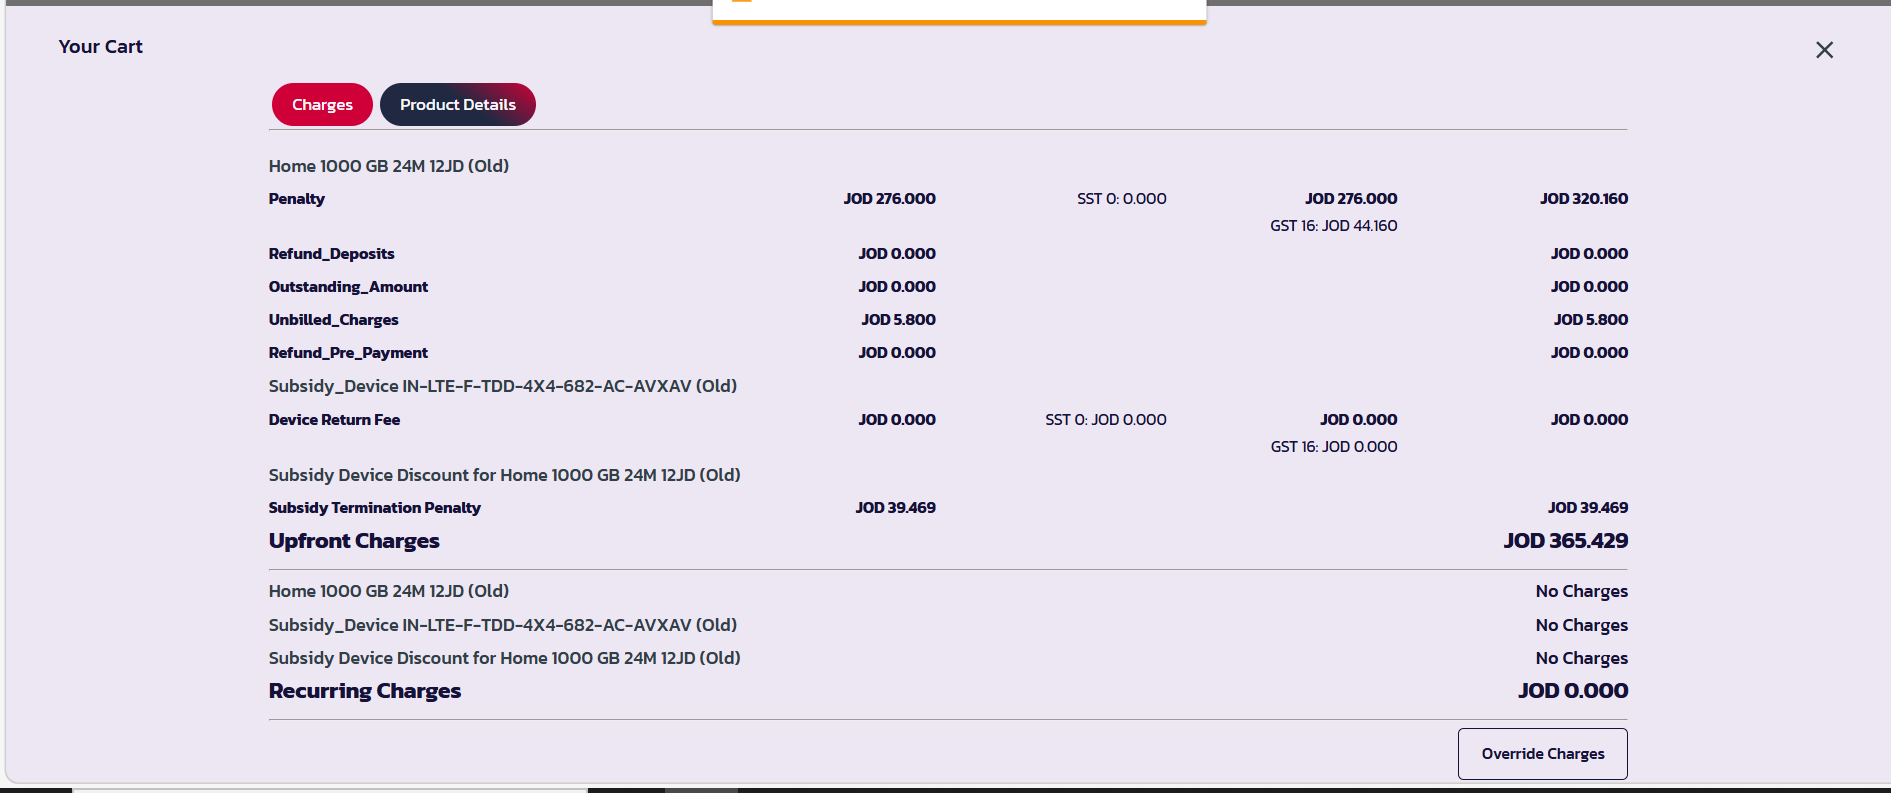 Your Cart
Charges
Product Details
Home 1000 GB 24M 12JD (Old)
Penalty JOD 276.000 SST 0: 0.000 JOD 276.000 JOD 320.160
GST 16: JOD 44.160
Refund_Deposits JOD 0.000 JOD 0.000
Outstanding_Amount JOD 0.000 JOD 0.000
Unbilled_Charges JOD 5.800 JOD 5.800
Refund_Pre_Payment JOD 0.000 JOD 0.000
Subsidy_Device IN-LTE-F-TDD-4X4-682-AC-AVXAV (Old)
Device Return Fee JOD 0.000 SST 0: JOD 0.000 JOD 0.000 JOD 0.000
GST 16: JOD 0.000
Subsidy Device Discount for Home 1000 GB 24M 12JD (Old)
Subsidy Termination Penalty JOD 39.469 JOD 39.469
Upfront Charges JOD 365.429
Home 1000 GB 24M 12JD (Old) No Charges
Subsidy_Device IN-LTE-F-TDD-4X4-682-AC-AVXAV (Old) No Charges
Subsidy Device Discount for Home 1000 GB 24M 12JD (Old) No Charges
Recurring Charges JOD 0.000
Override Charges